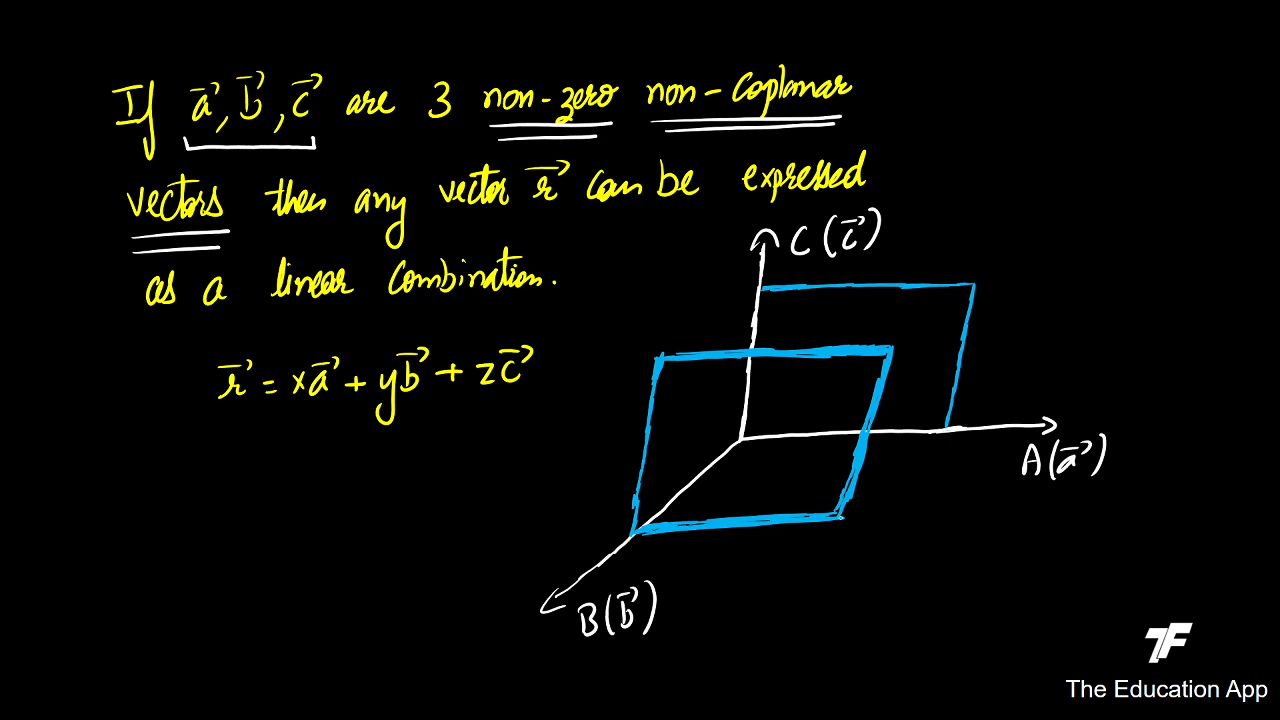 If a⃗, b⃗, c⃗ are 3 non-zero non-coplanar
vectors then any vector r⃗ can be expressed
as a linear combination.
r⃗ = xa⃗ + yb⃗ + zc⃗
C (c⃗)
A (a⃗)
B (b⃗)
TF
The Education App